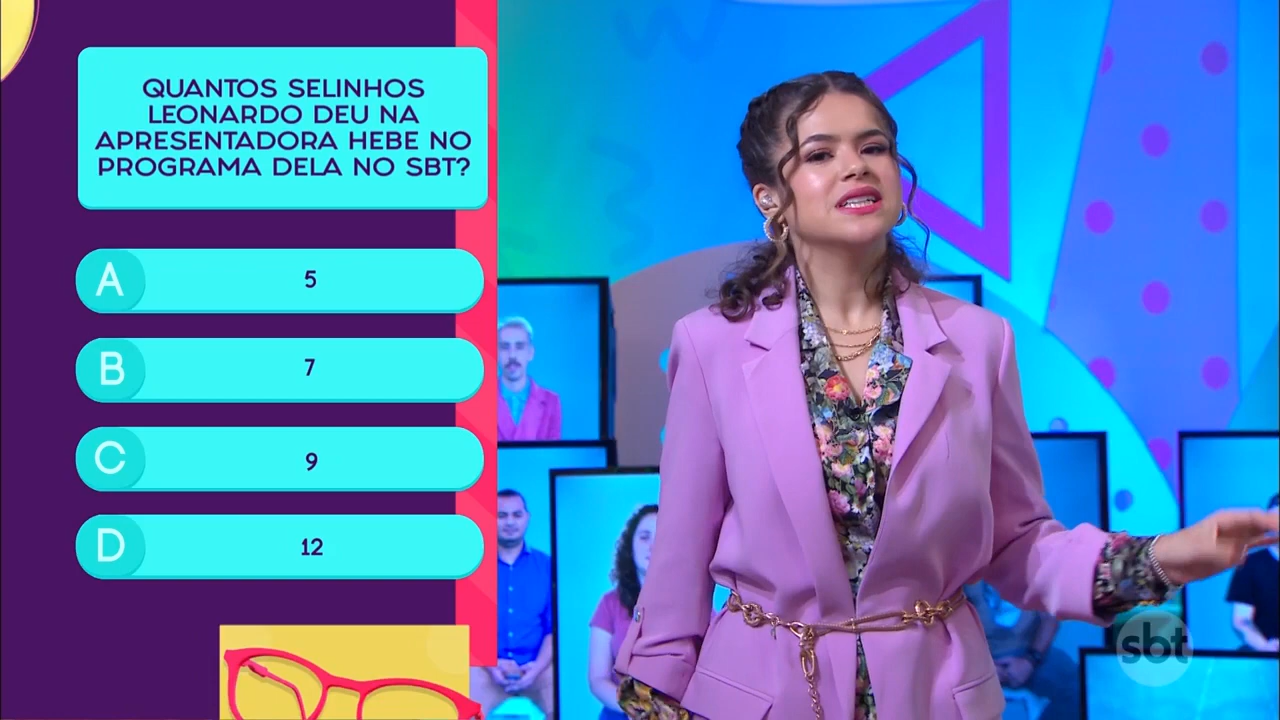 QUANTOS SELINHOS
LEONARDO DEU NA
APRESENTADORA HEBE NO
PROGRAMA DELA NO SBT?
A 5
B 7
C 9
D 12
sbt